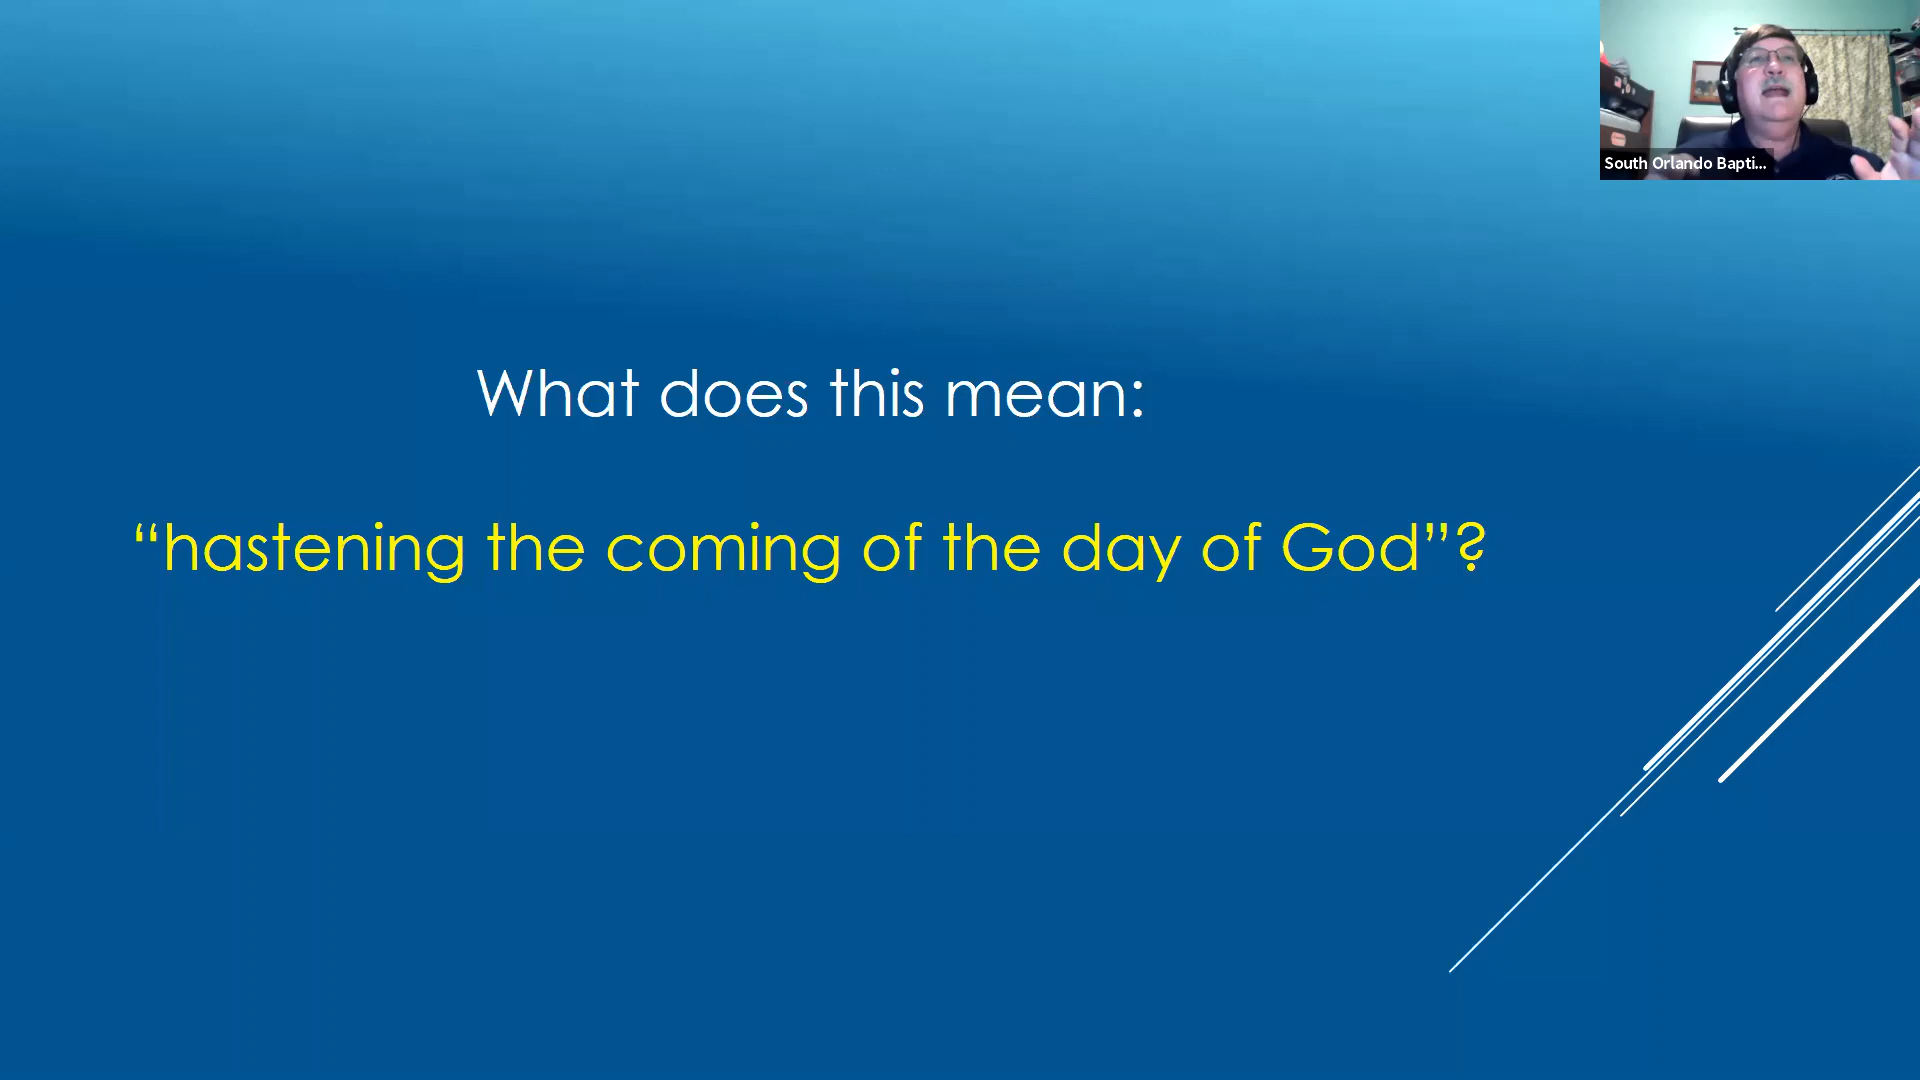 South Orlando Bapti...
What does this mean:
“hastening the coming of the day of God”?